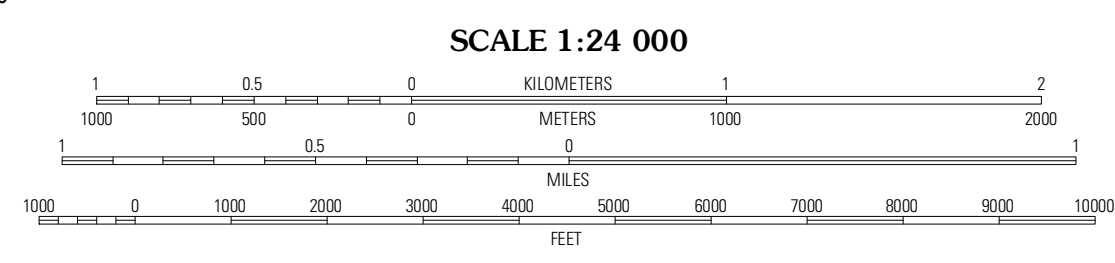 SCALE 1:24 000
1 0.5 0 KILOMETERS 1 2
1000 500 0 METERS 1000 2000
1 0.5 0 1
MILES
1000 0 1000 2000 3000 4000 5000 6000 7000 8000 9000 10000
FEET